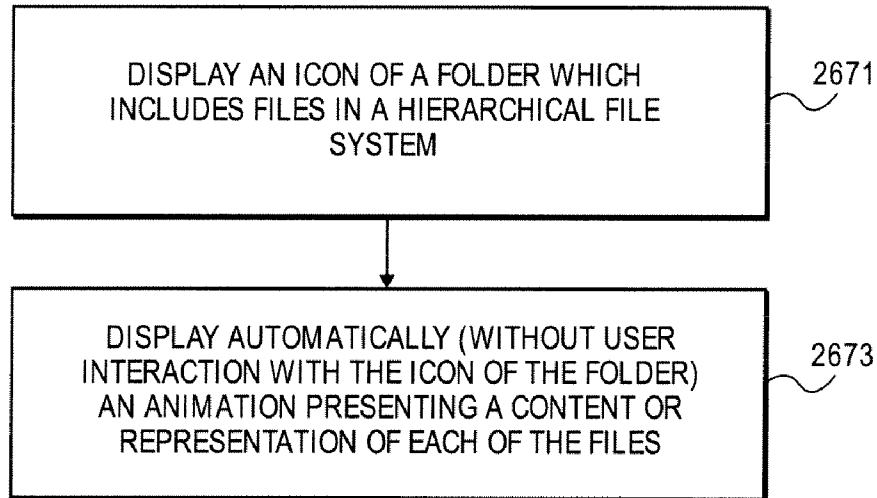 DISPLAY AN ICON OF A FOLDER WHICH
INCLUDES FILES IN A HIERARCHICAL FILE
SYSTEM
2671
DISPLAY AUTOMATICALLY (WITHOUT USER
INTERACTION WITH THE ICON OF THE FOLDER)
AN ANIMATION PRESENTING A CONTENT OR
REPRESENTATION OF EACH OF THE FILES
2673